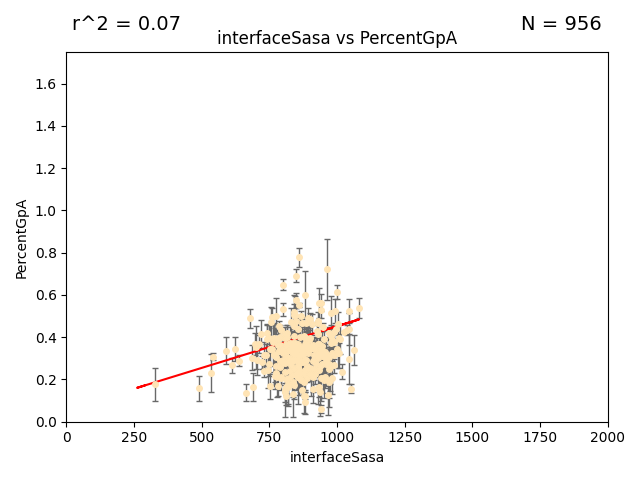 r^2 = 0.07
N = 956
interfaceSasa vs PercentGpA
PercentGpA
1.6
1.4
1.2
1.0
0.8
0.6
0.4
0.2
0.0
0 250 500 750 1000 1250 1500 1750 2000
interfaceSasa